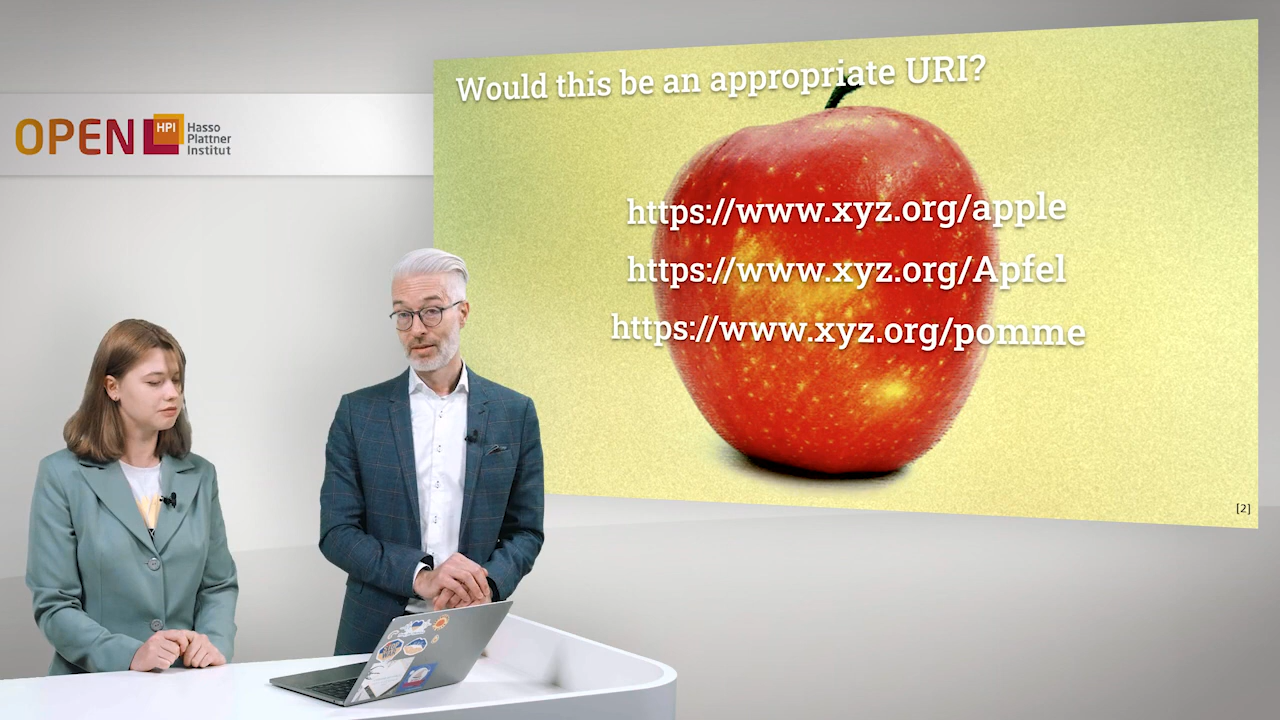 Would this be an appropriate URI?
OPEN HPI Hasso
Plattner
Institut
https://www.xyz.org/apple
https://www.xyz.org/Apfel
https://www.xyz.org/pomme
[2]